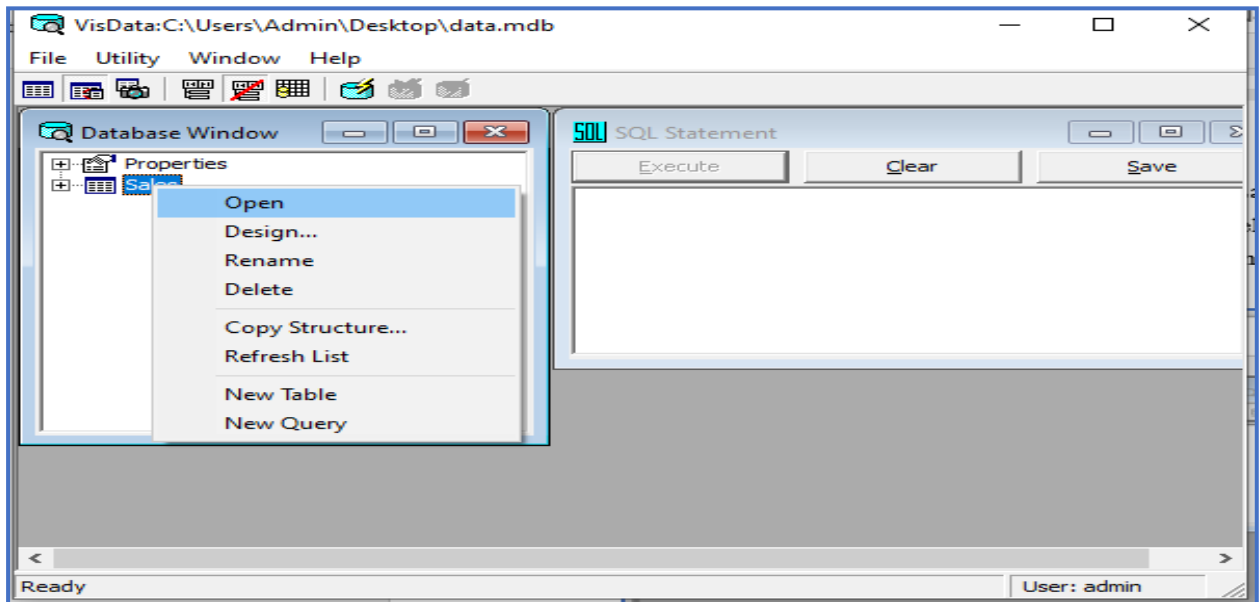 VisData:C:\Users\Admin\Desktop\data.mdb
File Utility Window Help
Database Window
Properties
Sales
Open
Design...
Rename
Delete
Copy Structure...
Refresh List
New Table
New Query
SQL SQL Statement
Execute Clear Save
Ready User: admin